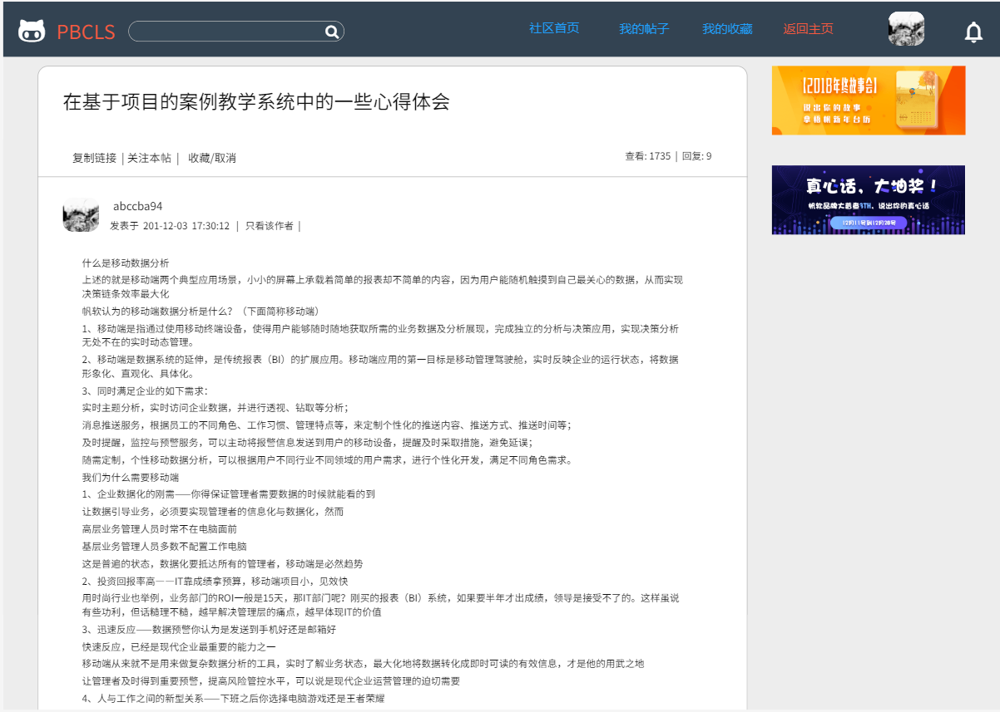 PBCLS
社区首页 我的帖子 我的收藏 返回主页
在基于项目的案例教学系统中的一些心得体会
复制链接 | 关注本帖 | 收藏/取消
查看: 1735 | 回复: 9
abccba94
发表于 201-12-03 17:30:12 | 只看该作者 |
什么是移动数据分析
上述的就是移动端两个典型应用场景，小小的屏幕上承载着简单的报表却不简单的内容，因为用户能随机触摸到自己最关心的数据，从而实现
决策链条效率最大化
帆软认为的移动端数据分析是什么？（下面简称移动端）
1、移动端是指通过使用移动终端设备，使得用户能够随时随地获取所需的业务数据及分析展现，完成独立的分析与决策应用，实现决策分析
无处不在的实时动态管理。
2、移动端是数据系统的延伸，是传统报表（BI）的扩展应用。移动端应用的第一目标是移动管理驾驶舱，实时反映企业的运行状态，将数据
形象化、直观化、具体化。
3、同时满足企业的如下需求：
实时主题分析，实时访问企业数据，并进行透视、钻取等分析；
消息推送服务，根据员工的不同角色、工作习惯、管理特点等，来定制个性化的推送内容、推送方式、推送时间等；
及时提醒，监控与预警服务，可以主动将报警信息发送到用户的移动设备，提醒及时采取措施，避免延误；
随需定制，个性移动数据分析，可以根据用户不同行业不同领域的用户需求，进行个性化开发，满足不同角色需求。
我们为什么需要移动端
1、企业数据化的刚需——你得保证管理者需要数据的时候就能看的到
让数据引导业务，必须要实现管理者的信息化与数据化，然而
高层业务管理人员时常不在电脑面前
基层业务管理人员多数不配置工作电脑
这是普遍的状态，数据化要抵达所有的管理者，移动端是必然趋势
2、投资回报率高——IT靠成绩拿预算，移动端项目小，见效快
用时尚行业也举例，业务部门的ROI一般是15天，那IT部门呢？刚买的报表（BI）系统，如果要半年才出成绩，领导是接受不了的。这样虽说
有些功利，但话糙理不糙，越早解决管理层的痛点，越早体现IT的价值
3、迅速反应——数据预警你认为是发送到手机好还是邮箱好
快速反应，已经是现代企业最重要的能力之一
移动端从来就不是用来做复杂数据分析的工具，实时了解业务状态，最大化地将数据转化成即时可读的有效信息，才是他的用武之地
让管理者及时得到重要预警，提高风险管控水平，可以说是现代企业运营管理的迫切需要
4、人与工作之间的新型关系——下班之后你选择电脑游戏还是王者荣耀
【2018年终故事会】
说出你的故事
拿梧桐帆新年台历
真心话，大抽奖！
帆软品牌大蓝赛3TH，说出你的真心话
12月11号到12月20号